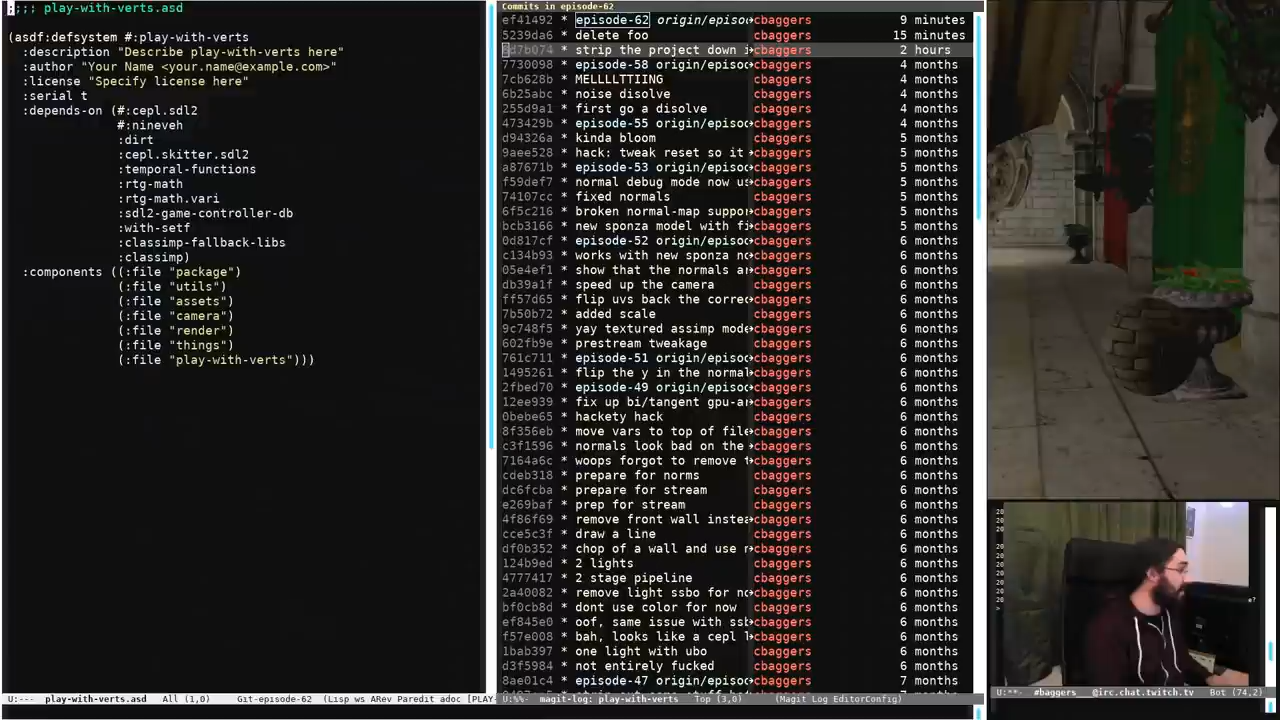 ;;;; play-with-verts.asd
(asdf:defsystem #:play-with-verts
:description "Describe play-with-verts here"
:author "Your Name <your.name@example.com>"
:license "Specify license here"
:serial t
:depends-on (#:cepl.sdl2
#:nineveh
:dirt
:cepl.skitter.sdl2
:temporal-functions
:rtg-math
:rtg-math.vari
:sdl2-game-controller-db
:with-setf
:classimp-fallback-libs
:classimp)
:components ((:file "package")
(:file "utils")
(:file "assets")
(:file "camera")
(:file "render")
(:file "things")
(:file "play-with-verts")))
U:--- play-with-verts.asd All (1,0) Git-episode-62 (Lisp ws ARev Paredit adoc [PLAY-
Commits in episode-62
ef41492 * episode-62 origin/episo cbaggers 9 minutes
5239da6 * delete foo cbaggers 15 minutes
d7b074 * strip the project down i cbaggers 2 hours
7730098 * episode-58 origin/episo cbaggers 4 months
7cb628b * MELLLLTTIING cbaggers 4 months
6b25abc * noise disolve cbaggers 4 months
255d9a1 * first go a disolve cbaggers 4 months
473429b * episode-55 origin/episo cbaggers 4 months
d94326a * kinda bloom cbaggers 5 months
9aee528 * hack: tweak reset so it cbaggers 5 months
a87671b * episode-53 origin/episo cbaggers 5 months
f59def7 * normal debug mode now us cbaggers 5 months
74107cc * fixed normals cbaggers 5 months
6f5c216 * broken normal-map suppor cbaggers 5 months
bcb3166 * new sponza model with fi cbaggers 5 months
0d817cf * episode-52 origin/episo cbaggers 6 months
c134b93 * works with new sponza no cbaggers 6 months
05e4ef1 * show that the normals ar cbaggers 6 months
db39a1f * speed up the camera cbaggers 6 months
ff57d65 * flip uvs back the correc cbaggers 6 months
7b50b72 * added scale cbaggers 6 months
9c748f5 * yay textured assimp mode cbaggers 6 months
602fb9e * prestream tweakage cbaggers 6 months
761c711 * episode-51 origin/episo cbaggers 6 months
1495261 * flip the y in the normal cbaggers 6 months
2fbed70 * episode-49 origin/episo cbaggers 6 months
12ee939 * fix up bi/tangent gpu-ar cbaggers 6 months
0bebe65 * hackety hack cbaggers 6 months
8f356eb * move vars to top of file cbaggers 6 months
c3f1596 * normals look bad on the cbaggers 6 months
7164a6c * woops forgot to remove t cbaggers 6 months
cdeb318 * prepare for norms cbaggers 6 months
dc6fcba * prepare for stream cbaggers 6 months
e269baf * prep for stream cbaggers 6 months
4f86f69 * remove front wall instea cbaggers 6 months
cce5c3f * draw a line cbaggers 6 months
df0b352 * chop of a wall and use cbaggers 6 months
124b9ed * 2 lights cbaggers 6 months
4777417 * 2 stage pipeline cbaggers 6 months
2a40082 * remove light ssbo for no cbaggers 6 months
bf0cb8d * dont use color for now cbaggers 6 months
ef845e0 * oof, same issue with ssb cbaggers 6 months
f57e008 * bah, looks like a cepl l cbaggers 6 months
1bab397 * one light with ubo cbaggers 6 months
d3f5984 * not entirely fucked cbaggers 6 months
8ae01c4 * episode-47 origin/episo cbaggers 7 months
U:%%- magit-log: play-with-verts Top (3,0) (Magit Log EditorConfig)
U:**- #baggers @irc.chat.twitch.tv Bot (74,2)